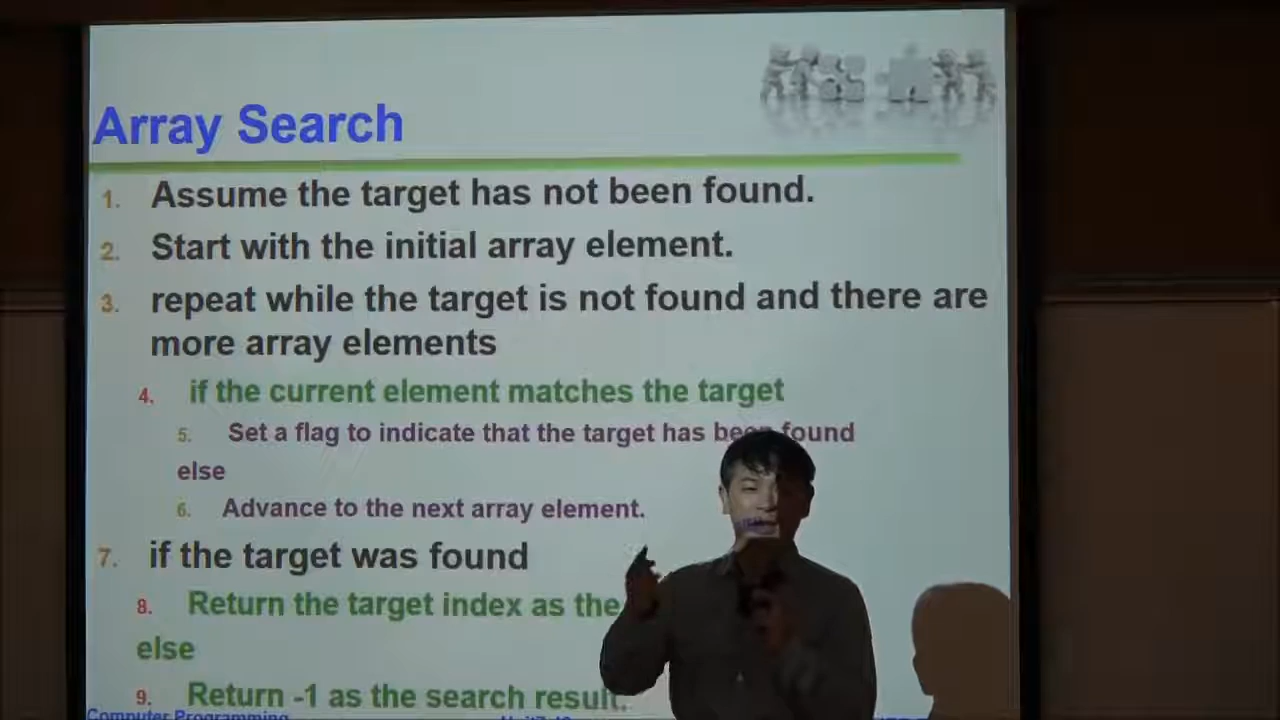 Array Search
1. Assume the target has not been found.
2. Start with the initial array element.
3. repeat while the target is not found and there are
more array elements
4. if the current element matches the target
5. Set a flag to indicate that the target has been found
else
6. Advance to the next array element.
7. if the target was found
8. Return the target index as the
else
9. Return -1 as the search result.
Computer Programming